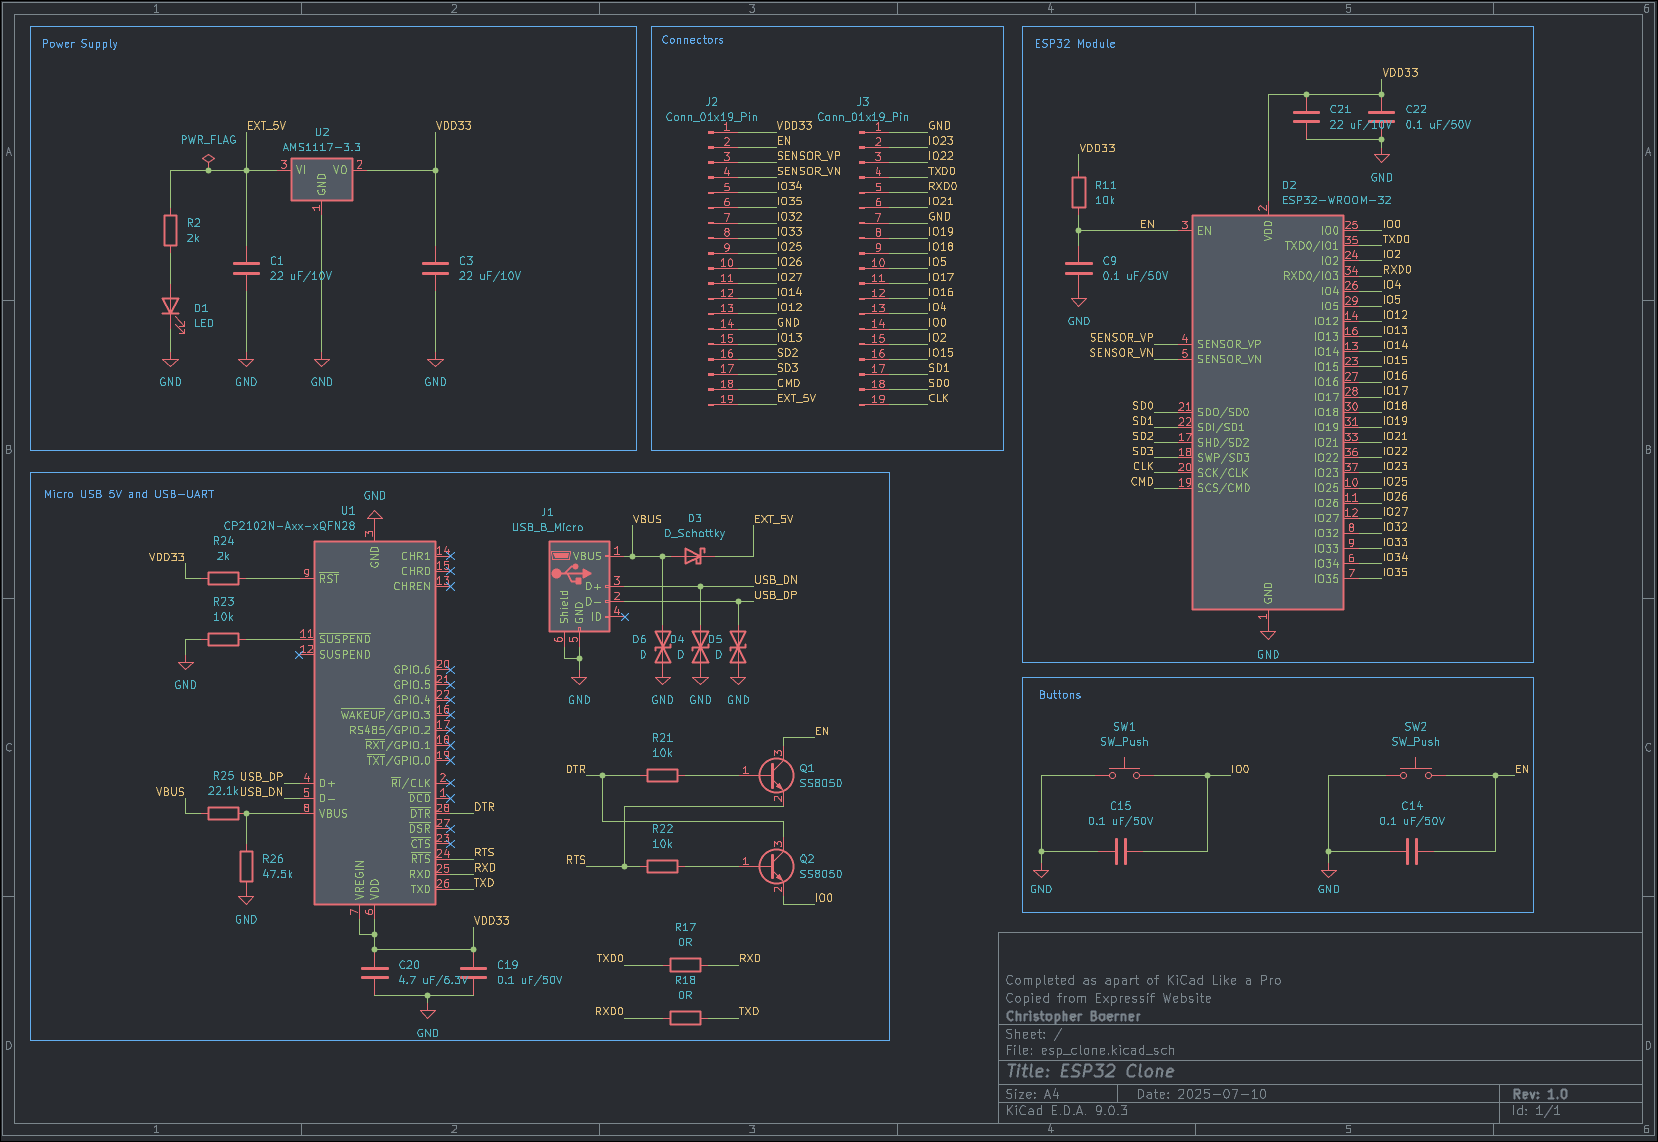 1 2 3 4 5 6
A
B
C
D
Power Supply
PWR_FLAG
EXT_5V
U2
AMS1117-3.3
3 VI VO 2
GND
1
VDD33
R2
2k
C1
22 uF/10V
C3
22 uF/10V
D1
LED
GND GND GND GND
Connectors
J2
Conn_01x19_Pin
1 VDD33
2 EN
3 SENSOR_VP
4 SENSOR_VN
5 IO34
6 IO35
7 IO32
8 IO33
9 IO25
10 IO26
11 IO27
12 IO14
13 IO12
14 GND
15 IO13
16 SD2
17 SD3
18 CMD
19 EXT_5V
J3
Conn_01x19_Pin
1 GND
2 IO23
3 IO22
4 TXD0
5 RXD0
6 IO21
7 GND
8 IO19
9 IO18
10 IO5
11 IO17
12 IO16
13 IO4
14 IO0
15 IO2
16 IO15
17 SD1
18 SD0
19 CLK
ESP32 Module
VDD33
C21
22 uF/10V
C22
0.1 uF/50V
GND
VDD33
R11
10k
EN
C9
0.1 uF/50V
GND
D2
ESP32-WROOM-32
2
VDD
3 EN
SENSOR_VP 4 SENSOR_VP
SENSOR_VN 5 SENSOR_VN
SD0 21 SDO/SD0
SD1 22 SDI/SD1
SD2 17 SHD/SD2
SD3 18 SWP/SD3
CLK 20 SCK/CLK
CMD 19 SCS/CMD
IO0 25 IO0
TXD0/IO1 35 TXD0
IO2 24 IO2
RXD0/IO3 34 RXD0
IO4 26 IO4
IO5 29 IO5
IO12 14 IO12
IO13 16 IO13
IO14 13 IO14
IO15 23 IO15
IO16 27 IO16
IO17 28 IO17
IO18 30 IO18
IO19 31 IO19
IO21 33 IO21
IO22 36 IO22
IO23 37 IO23
IO25 10 IO25
IO26 11 IO26
IO27 12 IO27
IO32 8 IO32
IO33 9 IO33
IO34 6 IO34
IO35 7 IO35
GND
1
GND
Micro USB 5V and USB-UART
GND
U1
CP2102N-Axx-xQFN28
3
GND
R24
2k
VDD33
9 RST
R23
10k
11 SUSPEND
12 SUSPEND
GND
CHR1 14
CHRD 15
CHREN 13
GPIO.6 20
GPIO.5 21
GPIO.4 22
WAKEUP/GPIO.3 16
RS485/GPIO.2 17
RXT/GPIO.1 18
TXT/GPIO.0 19
RI/CLK 2
DCD 1
DTR 28 DTR
DSR 27
CTS 23
RTS 24 RTS
RXD 25 RXD
TXD 26 TXD
R25
22.1k
USB_DP 4 D+
USB_DN 5 D-
VBUS 8 VBUS
R26
47.5k
GND
VREGIN VDD
7 6
VDD33
C20
4.7 uF/6.3V
C19
0.1 uF/50V
GND
J1
USB_B_Micro
VBUS 1
D+ 3
D- 2
ID 4
Shield GND
6 5
GND
VBUS
D3
D_Schottky
EXT_5V
USB_DN
USB_DP
D6
D
D4
D
D5
D
GND GND GND
R21
10k
DTR
1
3
2
EN
Q1
SS8050
R22
10k
RTS
1
3
2
Q2
SS8050
IO0
R17
0R
TXD0 RXD
R18
0R
RXD0 TXD
Buttons
SW1
SW_Push
IO0
C15
0.1 uF/50V
GND
SW2
SW_Push
EN
C14
0.1 uF/50V
GND
Completed as apart of KiCad Like a Pro
Copied from Expressif Website
Christopher Boerner
Sheet: /
File: esp_clone.kicad_sch
Title: ESP32 Clone
Size: A4 Date: 2025-07-10 Rev: 1.0
KiCad E.D.A. 9.0.3 Id: 1/1
A
B
C
D
1 2 3 4 5 6